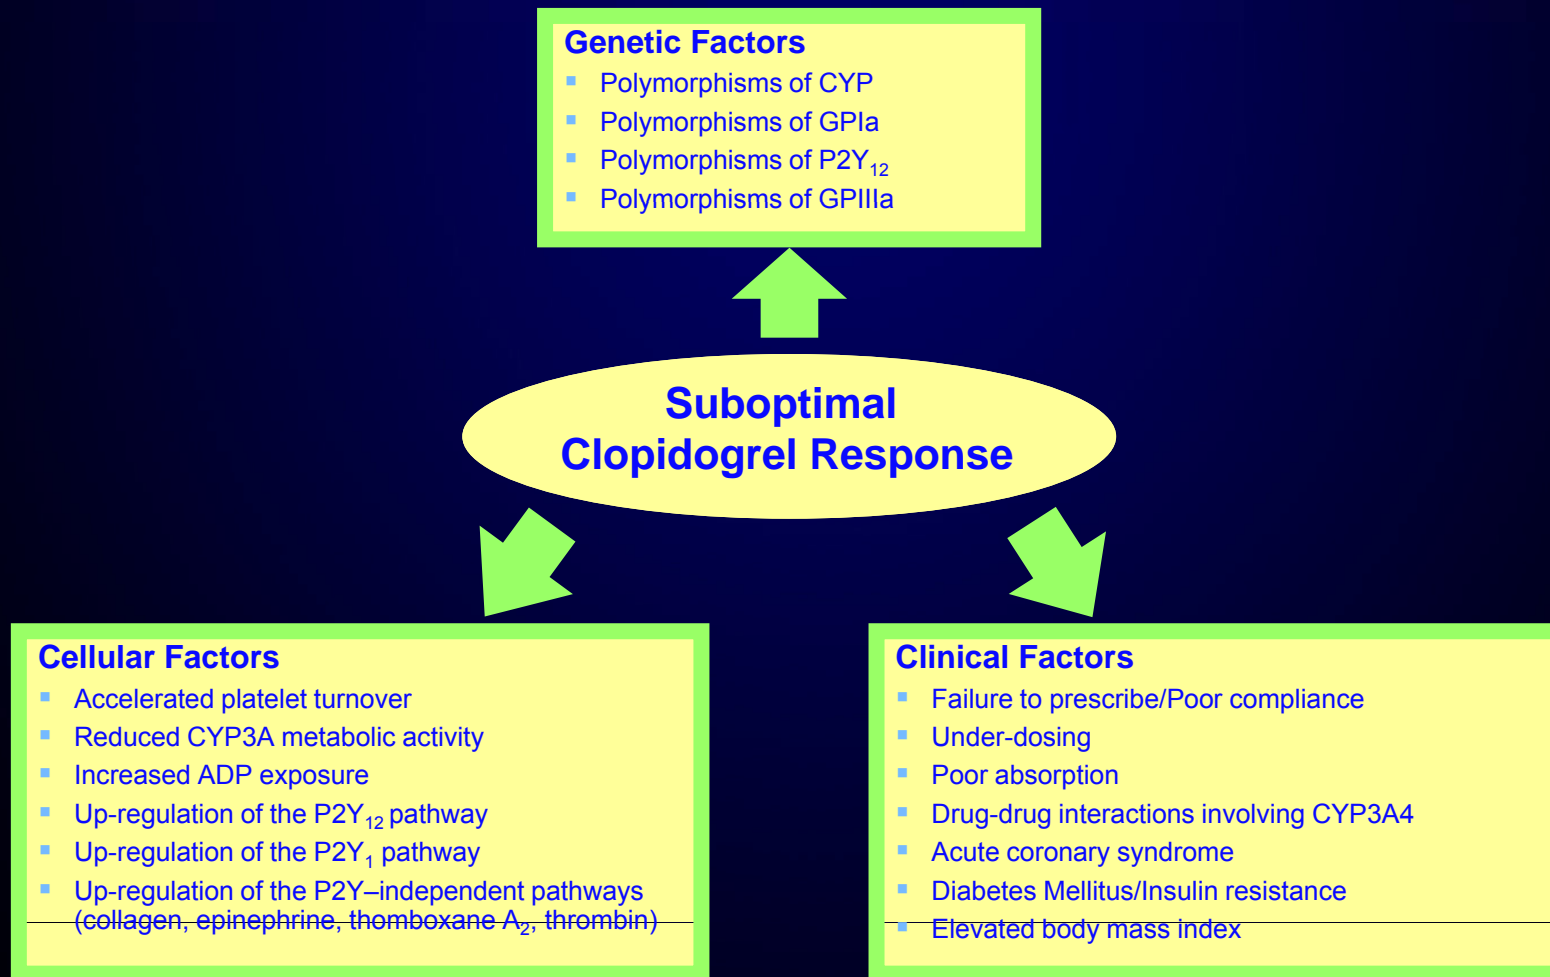 Genetic Factors
▪ Polymorphisms of CYP
▪ Polymorphisms of GPIa
▪ Polymorphisms of P2Y₁₂
▪ Polymorphisms of GPIIIa
Suboptimal
Clopidogrel Response
Cellular Factors
▪ Accelerated platelet turnover
▪ Reduced CYP3A metabolic activity
▪ Increased ADP exposure
▪ Up-regulation of the P2Y₁₂ pathway
▪ Up-regulation of the P2Y₁ pathway
▪ Up-regulation of the P2Y–independent pathways
(collagen, epinephrine, thomboxane A₂, thrombin)
Clinical Factors
▪ Failure to prescribe/Poor compliance
▪ Under-dosing
▪ Poor absorption
▪ Drug-drug interactions involving CYP3A4
▪ Acute coronary syndrome
▪ Diabetes Mellitus/Insulin resistance
▪ Elevated body mass index